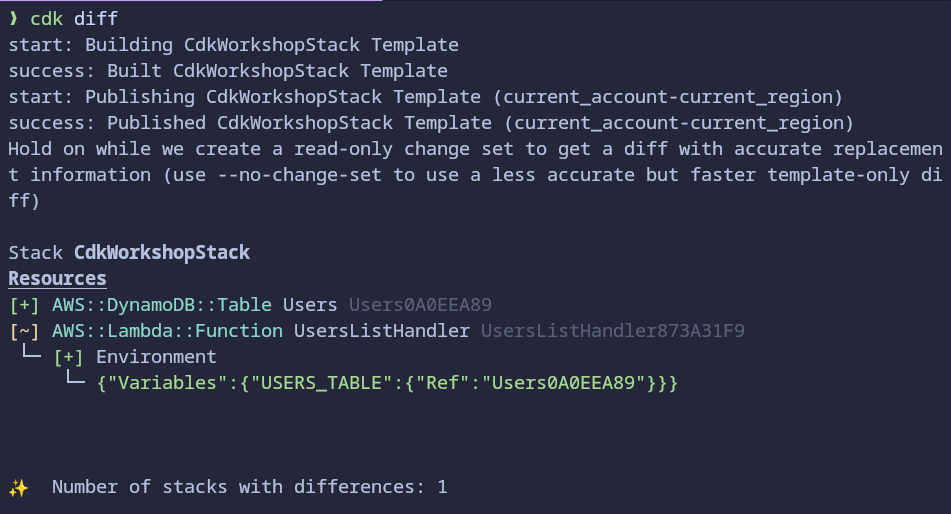 ❱ cdk diff
start: Building CdkWorkshopStack Template
success: Built CdkWorkshopStack Template
start: Publishing CdkWorkshopStack Template (current_account-current_region)
success: Published CdkWorkshopStack Template (current_account-current_region)
Hold on while we create a read-only change set to get a diff with accurate replacemen
t information (use --no-change-set to use a less accurate but faster template-only di
ff)
Stack CdkWorkshopStack
Resources
[+] AWS::DynamoDB::Table Users Users0A0EEA89
[~] AWS::Lambda::Function UsersListHandler UsersListHandler873A31F9
└─ [+] Environment
└─ {"Variables":{"USERS_TABLE":{"Ref":"Users0A0EEA89"}}}
✨ Number of stacks with differences: 1